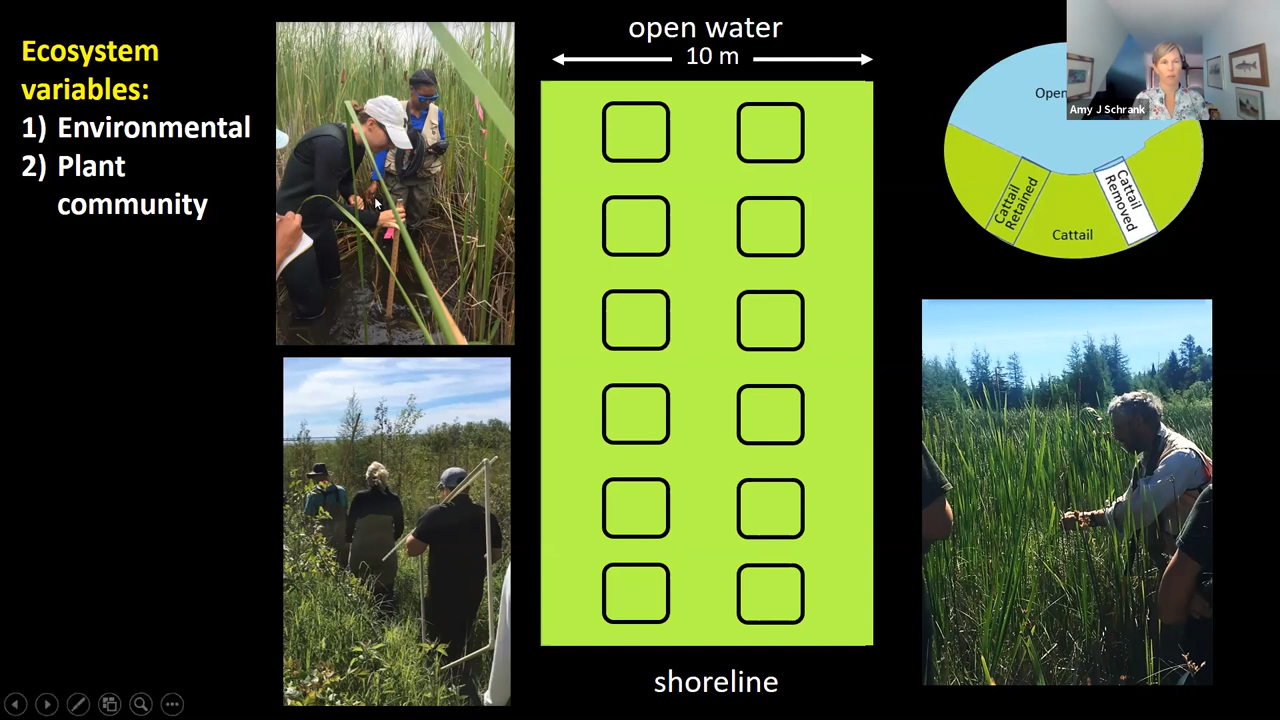 Ecosystem
variables:
1) Environmental
2) Plant
community
open water
10 m
shoreline
Open
Cattail
Retained
Cattail
Removed
Cattail
Amy J Schrank